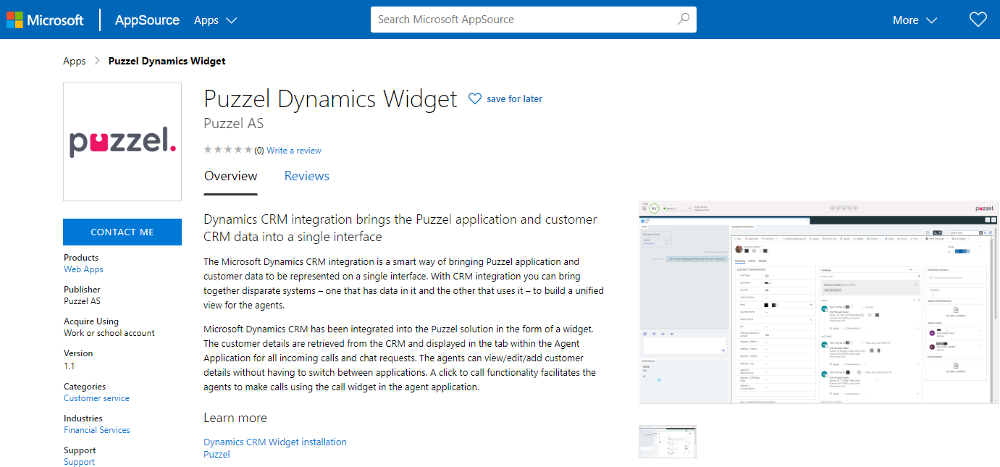 Microsoft AppSource Apps Search Microsoft AppSource More
Apps > Puzzel Dynamics Widget
puzzel.
Puzzel Dynamics Widget save for later
Puzzel AS
(0) Write a review
Overview Reviews
Dynamics CRM integration brings the Puzzel application and customer
CRM data into a single interface
The Microsoft Dynamics CRM integration is a smart way of bringing Puzzel application and
customer data to be represented on a single interface. With CRM integration you can bring
together disparate systems – one that has data in it and the other that uses it – to build a unified
view for the agents.
Microsoft Dynamics CRM has been integrated into the Puzzel solution in the form of a widget.
The customer details are retrieved from the CRM and displayed in the tab within the Agent
Application for all incoming calls and chat requests. The agents can view/edit/add customer
details without having to switch between applications. A click to call functionality facilitates the
agents to make calls using the call widget in the agent application.
Learn more
Dynamics CRM Widget installation
Puzzel
CONTACT ME
Products
Web Apps
Publisher
Puzzel AS
Acquire Using
Work or school account
Version
1.1
Categories
Customer service
Industries
Financial Services
Support
Support
puzzel.
RV
Summary Details Related
CONTACT INFORMATION
Timeline